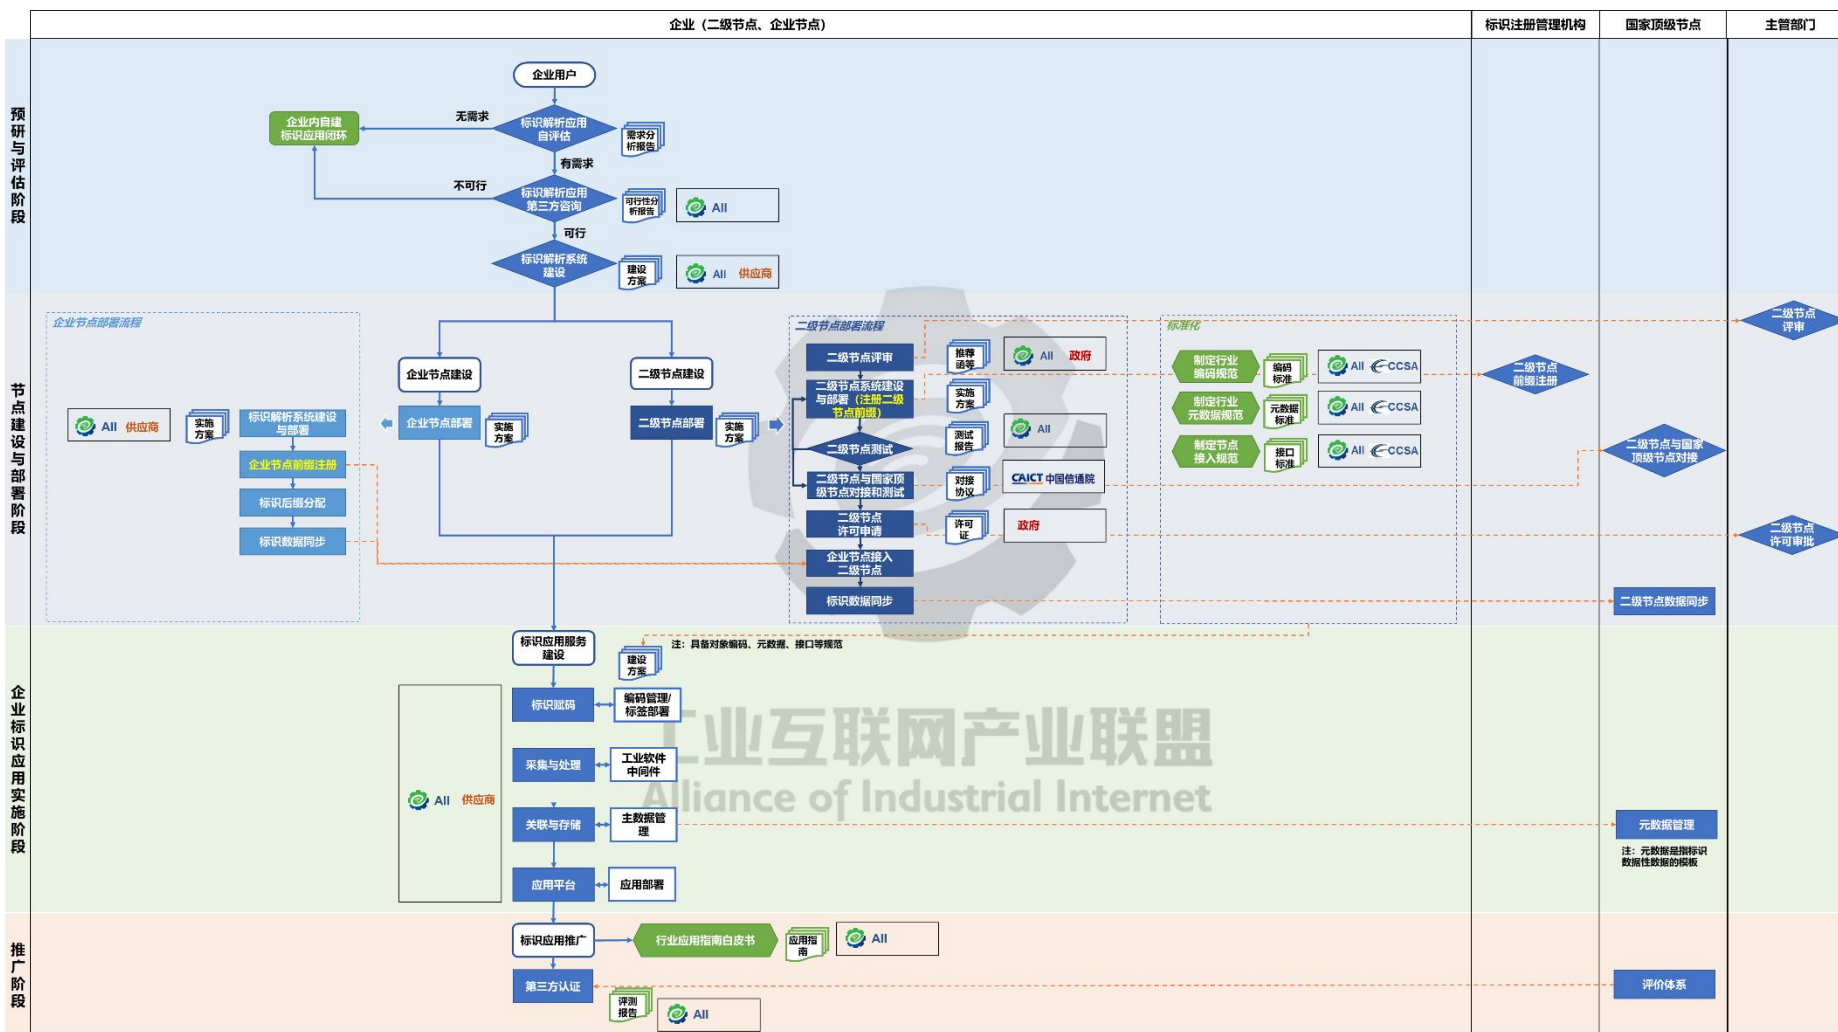 企业（二级节点、企业节点）
标识注册管理机构
国家顶级节点
主管部门
预研与评估阶段
企业用户
标识解析应用
自评估
无需求
企业内自建
标识应用闭环
需求分
析报告
有需求
不可行
标识解析应用
第三方咨询
可行性分
析报告
AII
可行
标识解析系统
建设
建设
方案
AII 供应商
节点建设与部署阶段
企业节点部署流程
AII 供应商
实施
方案
标识解析系统建设
与部署
企业节点前缀注册
标识后缀分配
标识数据同步
企业节点建设
企业节点部署
实施
方案
二级节点建设
二级节点部署
实施
方案
二级节点部署流程
二级节点评审
推荐
函等
AII 政府
二级节点系统建设
与部署（注册二级
节点前缀）
实施
方案
二级节点测试
测试
报告
AII
二级节点与国家顶
级节点对接和测试
对接
协议
CAICT 中国信通院
二级节点
许可申请
许可
证
政府
企业节点接入
二级节点
标识数据同步
标准化
制定行业
编码规范
编码
标准
AII CCSA
制定行业
元数据规范
元数据
标准
AII CCSA
制定节点
接入规范
接口
标准
AII CCSA
二级节点
前缀注册
二级节点与国家
顶级节点对接
二级节点数据同步
二级节点
评审
二级节点
许可审批
企业标识应用实施阶段
标识应用服务
建设
建设
方案
注：具备对象编码、元数据、接口等规范
AII 供应商
标识赋码
编码管理/
标签部署
采集与处理
工业软件
中间件
关联与存储
主数据管
理
应用平台
应用部署
元数据管理
注：元数据是指标识
数据性数据的模板
工业互联网产业联盟
Alliance of Industrial Internet
推广阶段
标识应用推广
行业应用指南白皮书
应用指
南
AII
第三方认证
评测
报告
AII
评价体系